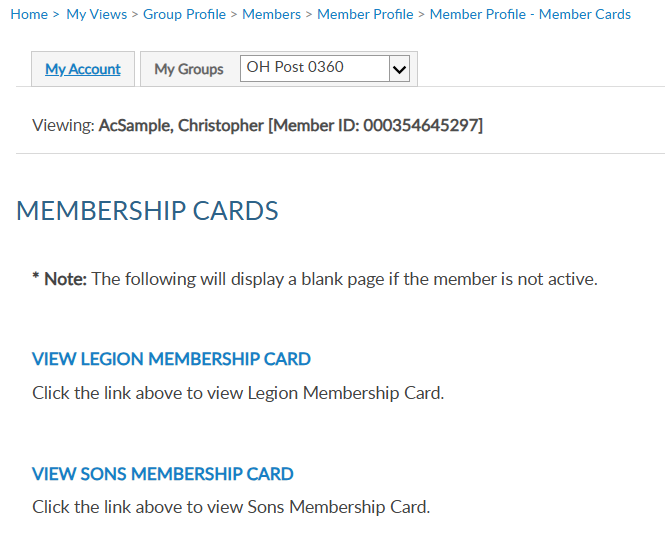 Home > My Views > Group Profile > Members > Member Profile > Member Profile - Member Cards
My Account My Groups OH Post 0360
Viewing: AcSample, Christopher [Member ID: 000354645297]
MEMBERSHIP CARDS
* Note: The following will display a blank page if the member is not active.
VIEW LEGION MEMBERSHIP CARD
Click the link above to view Legion Membership Card.
VIEW SONS MEMBERSHIP CARD
Click the link above to view Sons Membership Card.